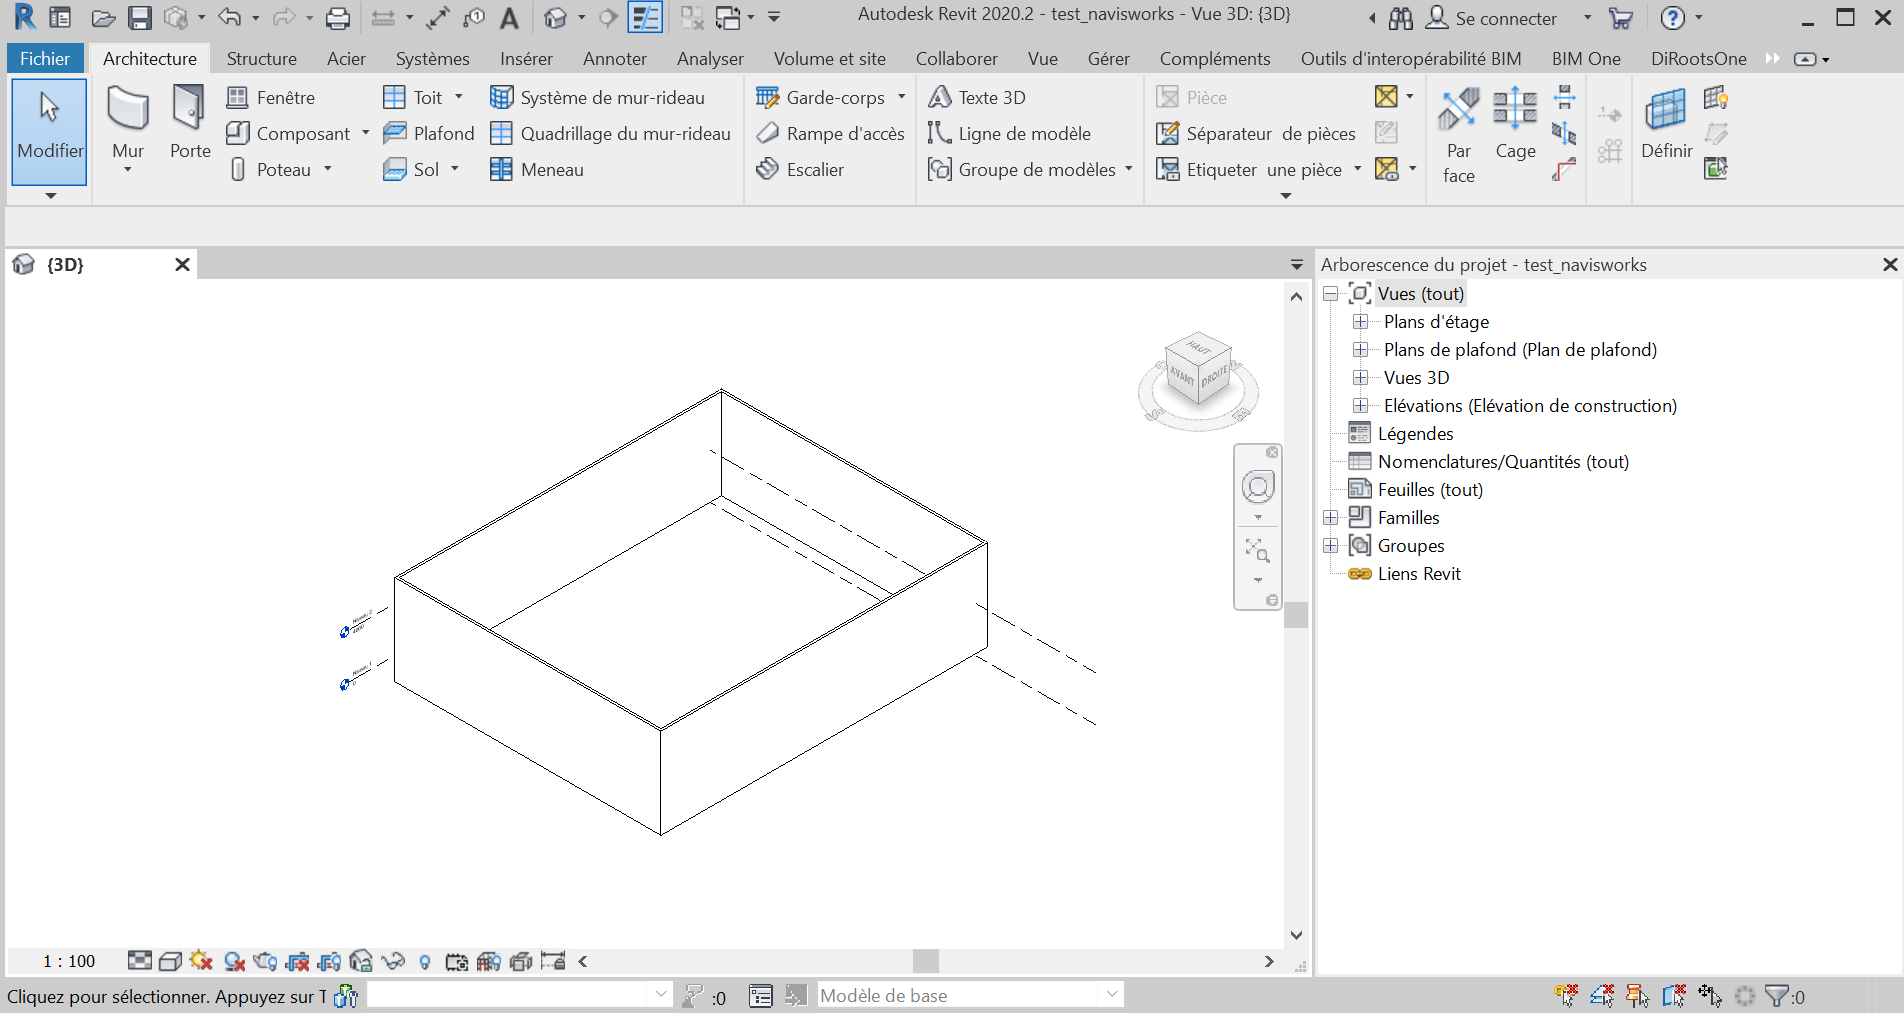 Autodesk Revit 2020.2 - test_navisworks - Vue 3D: {3D}
Se connecter
Fichier
Architecture
Structure
Acier
Systèmes
Insérer
Annoter
Analyser
Volume et site
Collaborer
Vue
Gérer
Compléments
Outils d'interopérabilité BIM
BIM One
DiRootsOne
Modifier
Mur
Porte
Fenêtre
Composant
Poteau
Toit
Plafond
Sol
Système de mur-rideau
Quadrillage du mur-rideau
Meneau
Garde-corps
Rampe d'accès
Escalier
Texte 3D
Ligne de modèle
Groupe de modèles
Pièce
Séparateur de pièces
Etiqueter une pièce
Par
face
Cage
Définir
{3D}
HAUT
AVANT
DROITE
Niveau 2
4000
Niveau 1
0
Arborescence du projet - test_navisworks
Vues (tout)
Plans d'étage
Plans de plafond (Plan de plafond)
Vues 3D
Elévations (Elévation de construction)
Légendes
Nomenclatures/Quantités (tout)
Feuilles (tout)
Familles
Groupes
Liens Revit
1 : 100
Cliquez pour sélectionner. Appuyez sur T
:0
Modèle de base
:0